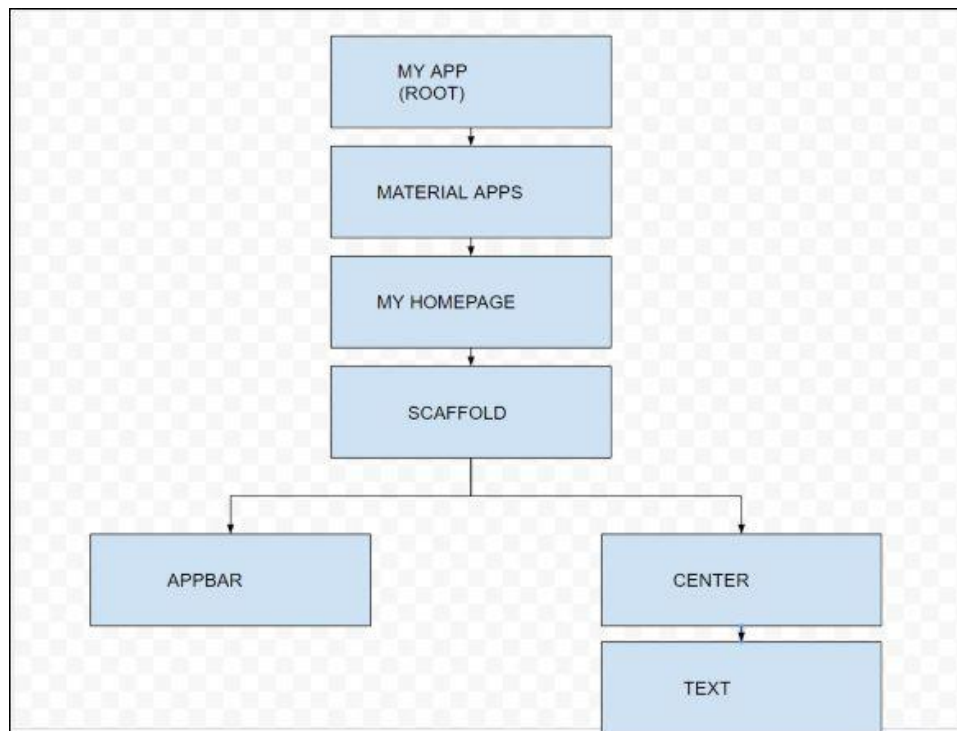 MY APP
(ROOT)
MATERIAL APPS
MY HOMEPAGE
SCAFFOLD
APPBAR
CENTER
TEXT